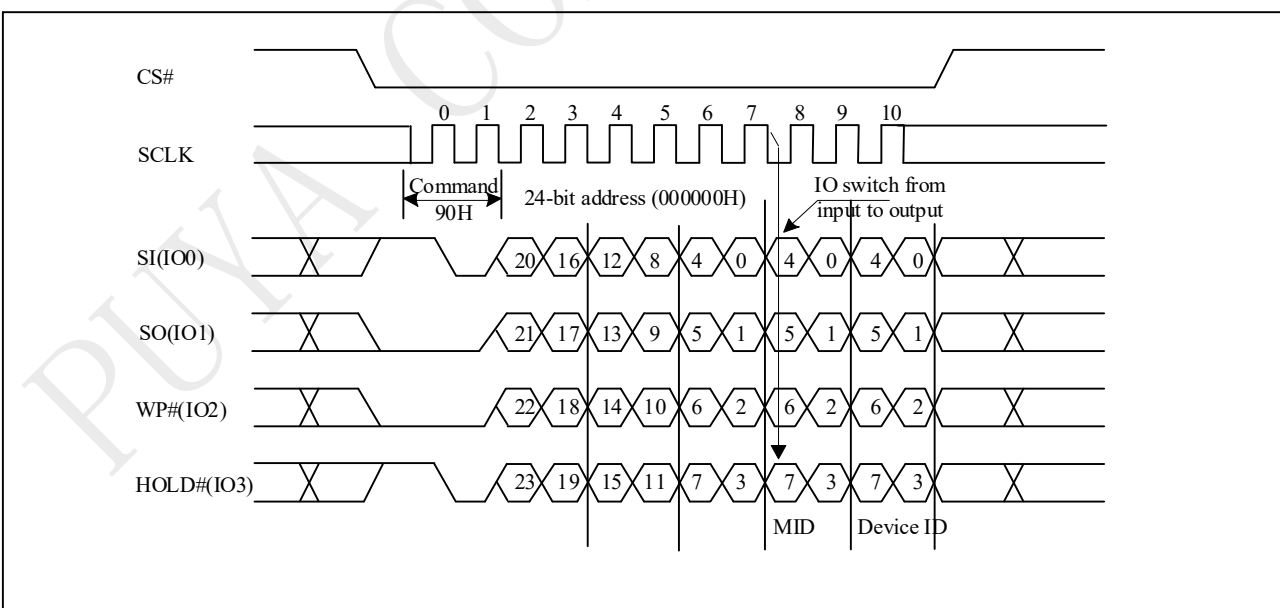 PUYA CO
CS#
0 1 2 3 4 5 6 7 8 9 10
SCLK
Command
90H
24-bit address (000000H)
IO switch from
input to output
SI(IO0)
20 16 12 8 4 0 4 0 4 0
SO(IO1)
21 17 13 9 5 1 5 1 5 1
WP#(IO2)
22 18 14 10 6 2 6 2 6 2
HOLD#(IO3)
23 19 15 11 7 3 7 3 7 3
MID
Device ID